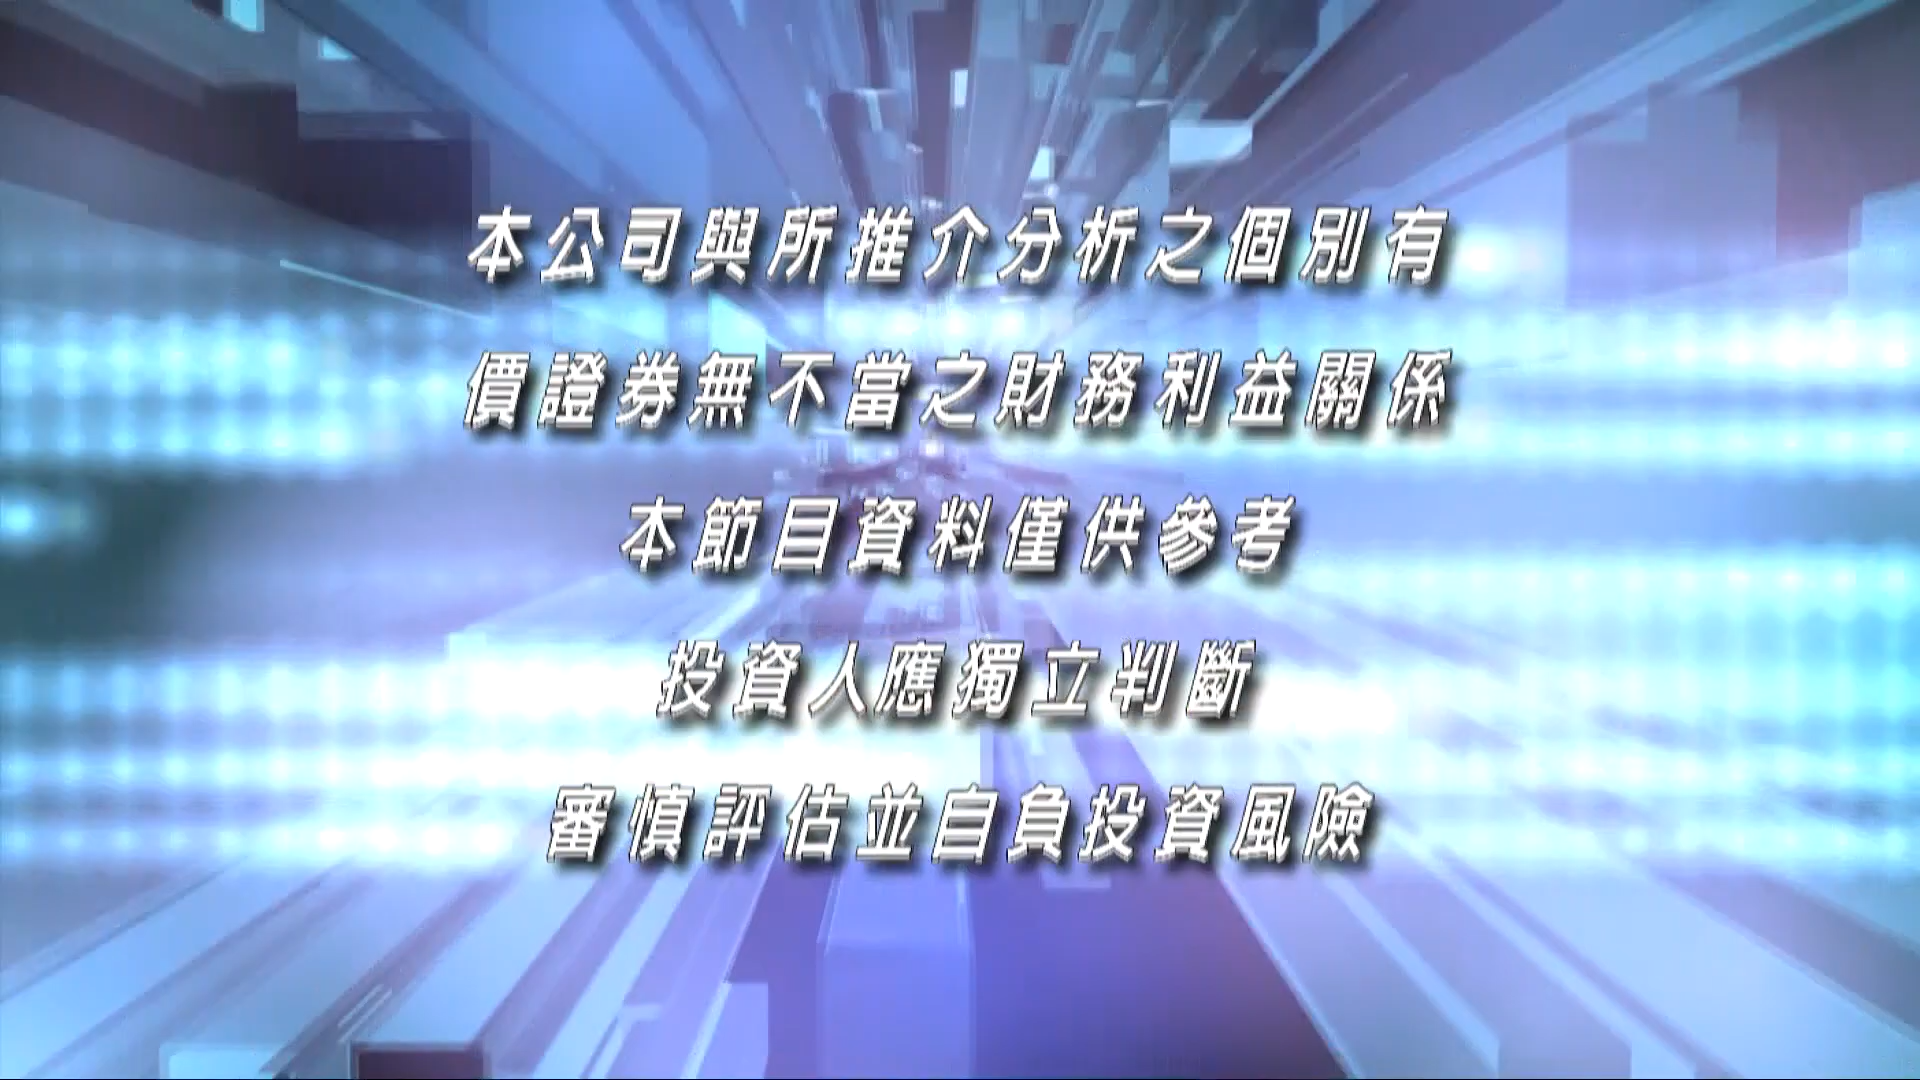 本公司與所推介分析之個別有
價證券無不當之財務利益關係
本節目資料僅供參考
投資人應獨立判斷
審慎評估並自負投資風險